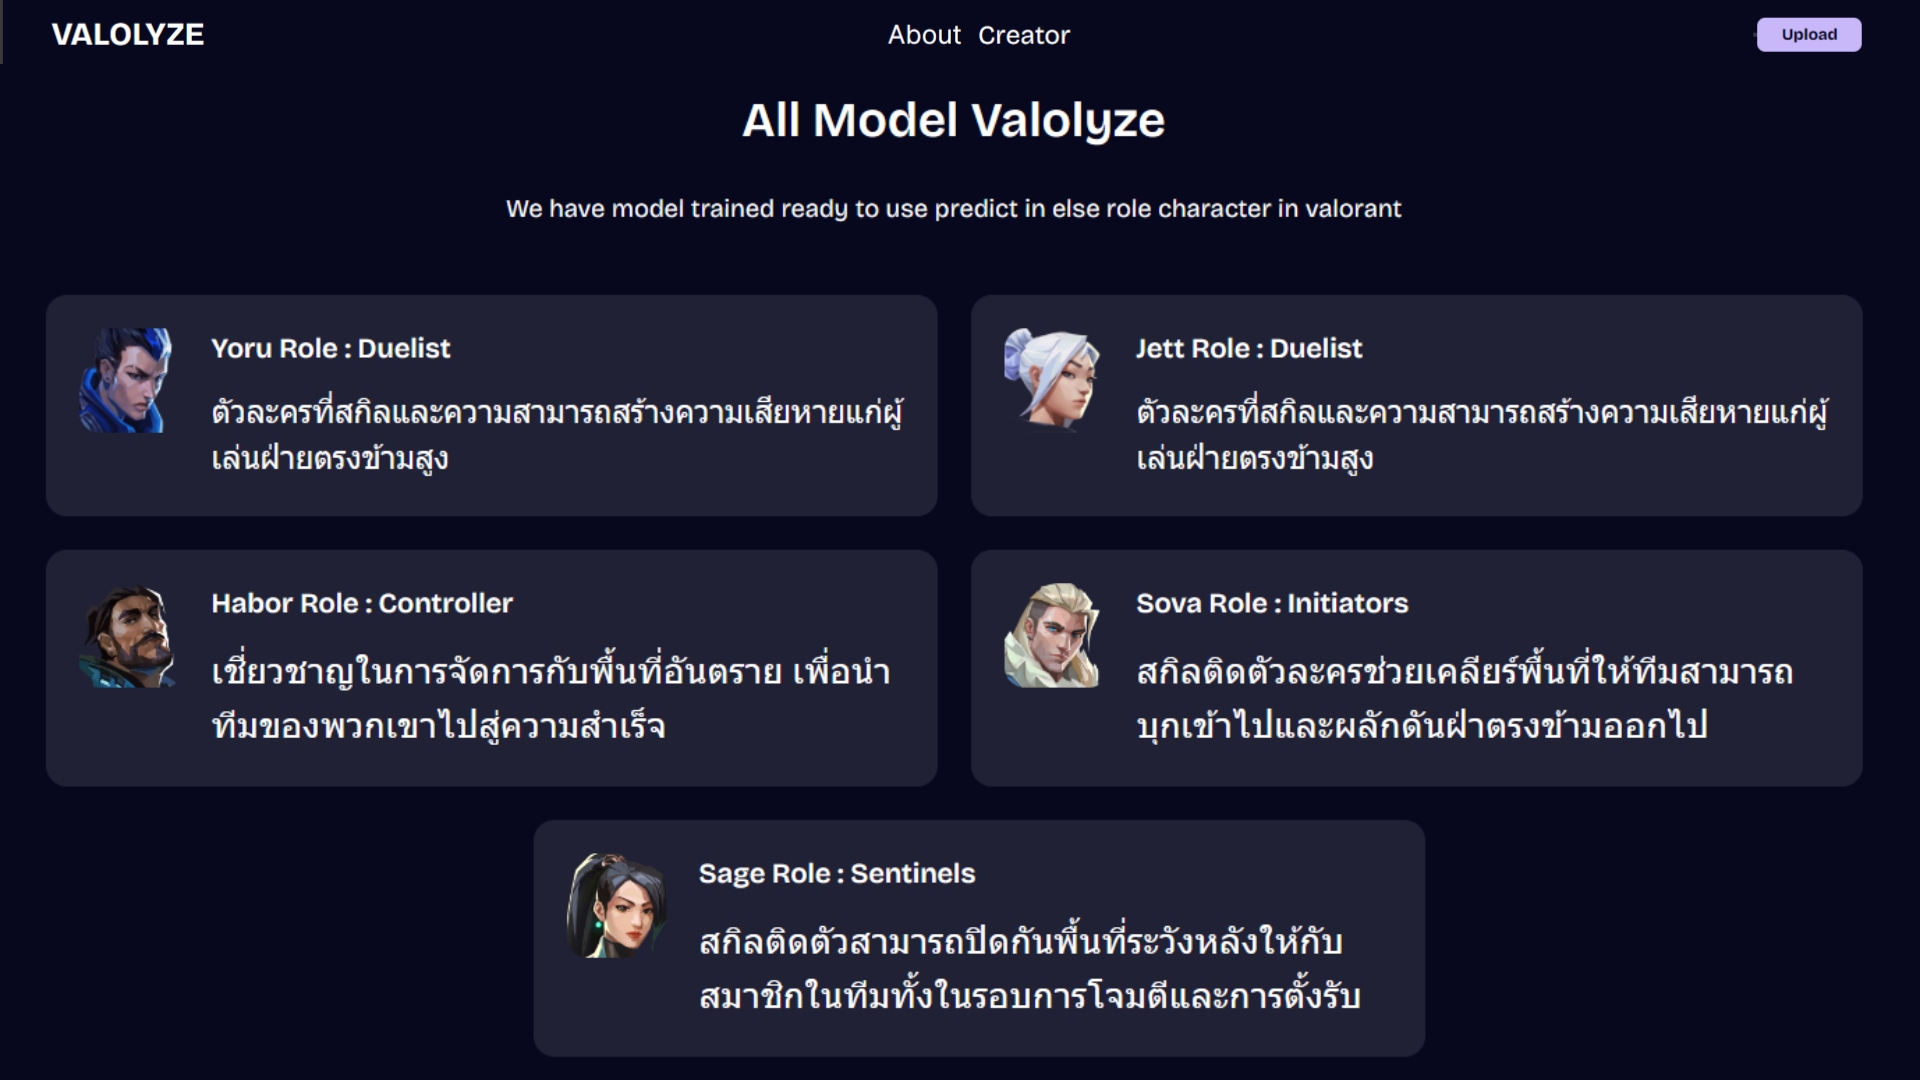 VALOLYZE
About Creator
Upload
All Model Valolyze
We have model trained ready to use predict in else role character in valorant
Yoru Role : Duelist
ตัวละครที่สกิลและความสามารถสร้างความเสียหายแก่ผู้
เล่นฝ่ายตรงข้ามสูง
Jett Role : Duelist
ตัวละครที่สกิลและความสามารถสร้างความเสียหายแก่ผู้
เล่นฝ่ายตรงข้ามสูง
Habor Role : Controller
เชี่ยวชาญในการจัดการกับพื้นที่อันตราย เพื่อนำ
ทีมของพวกเขาไปสู่ความสำเร็จ
Sova Role : Initiators
สกิลติดตัวละครช่วยเคลียร์พื้นที่ให้ทีมสามารถ
บุกเข้าไปและผลักดันฝ่าตรงข้ามออกไป
Sage Role : Sentinels
สกิลติดตัวสามารถปิดกันพื้นที่ระวังหลังให้กับ
สมาชิกในทีมทั้งในรอบการโจมตีและการตั้งรับ